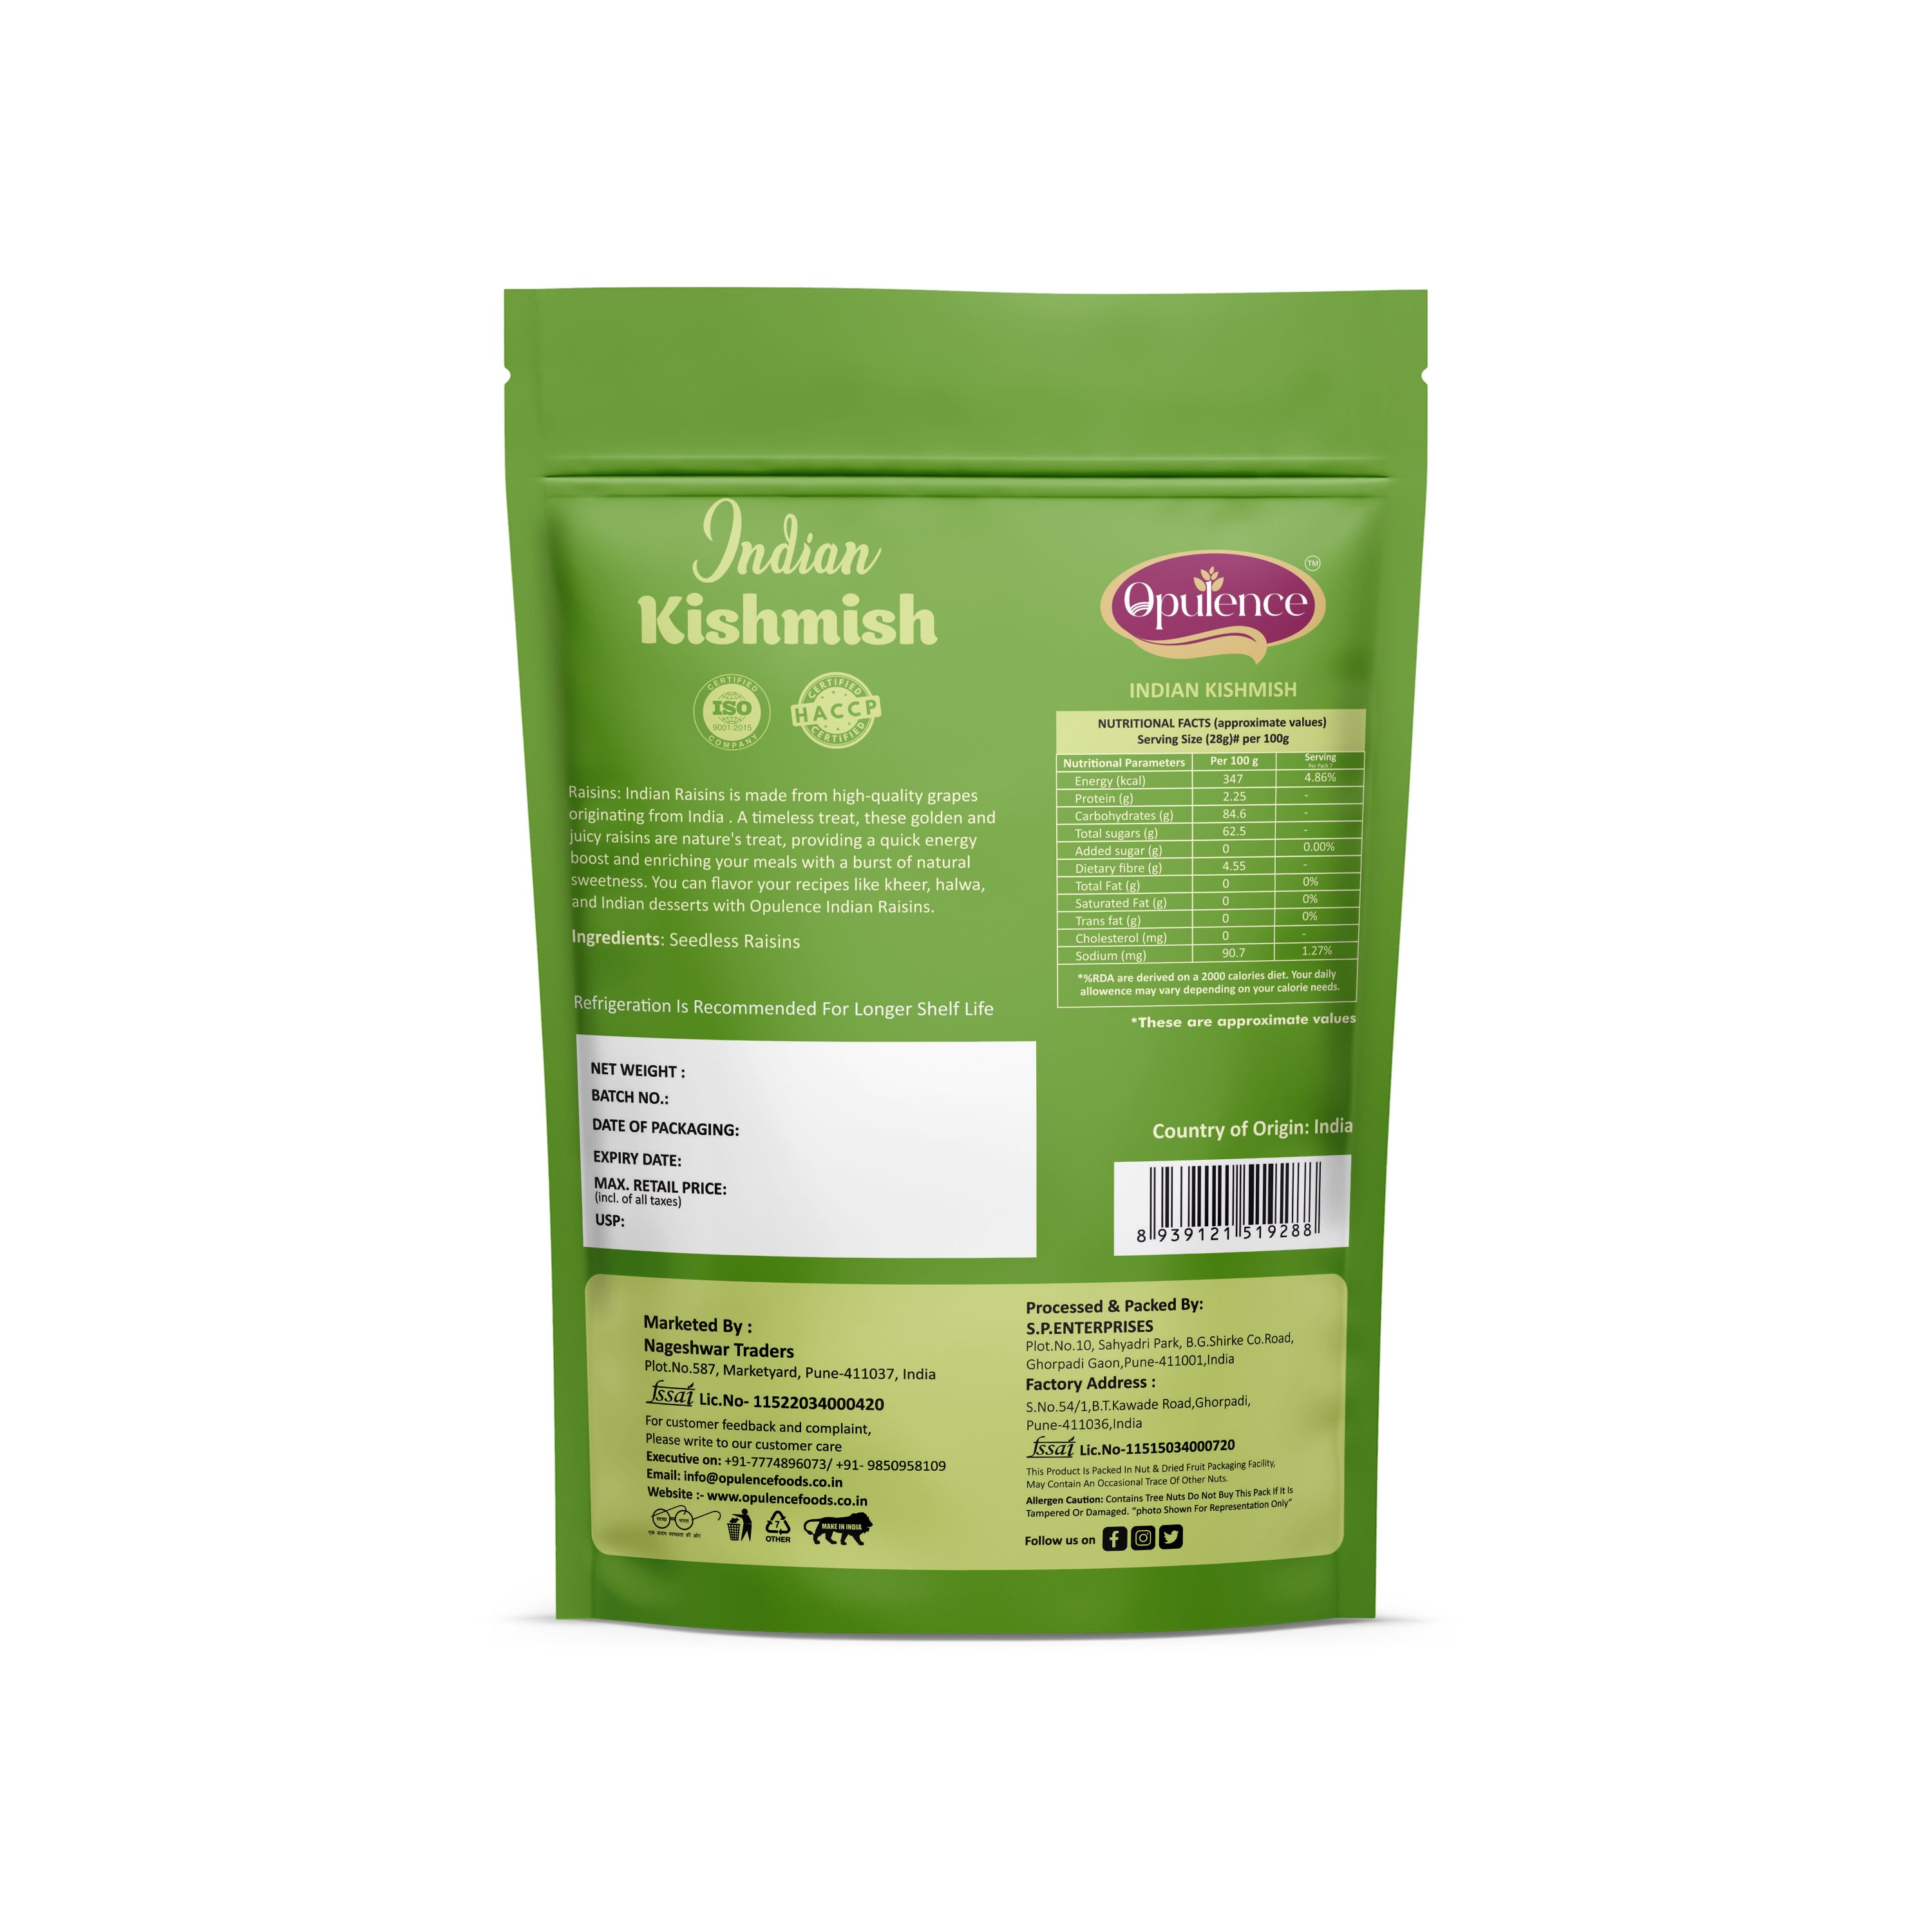 Indian
Kishmish
CERTIFIED
ISO
9001:2015
COMPANY
CERTIFIED
HACCP
CERTIFIED
Raisins: Indian Raisins is made from high-quality grapes
originating from India . A timeless treat, these golden and
juicy raisins are nature's treat, providing a quick energy
boost and enriching your meals with a burst of natural
sweetness. You can flavor your recipes like kheer, halwa,
and Indian desserts with Opulence Indian Raisins.
Ingredients: Seedless Raisins
Refrigeration Is Recommended For Longer Shelf Life
NET WEIGHT :
BATCH NO.:
DATE OF PACKAGING:
EXPIRY DATE:
MAX. RETAIL PRICE:
(incl. of all taxes)
USP:
Opulence
TM
INDIAN KISHMISH
NUTRITIONAL FACTS (approximate values)
Serving Size (28g)# per 100g
Nutritional Parameters Per 100 g Serving
Per Pack 7
Energy (kcal) 347 4.86%
Protein (g) 2.25 -
Carbohydrates (g) 84.6 -
Total sugars (g) 62.5 -
Added sugar (g) 0 0.00%
Dietary fibre (g) 4.55 -
Total Fat (g) 0 0%
Saturated Fat (g) 0 0%
Trans fat (g) 0 0%
Cholesterol (mg) 0 -
Sodium (mg) 90.7 1.27%
*%RDA are derived on a 2000 calories diet. Your daily
allowence may vary depending on your calorie needs.
*These are approximate values
Country of Origin: India
8 939121 519288
Marketed By :
Nageshwar Traders
Plot.No.587, Marketyard, Pune-411037, India
fssai Lic.No- 11522034000420
For customer feedback and complaint,
Please write to our customer care
Executive on: +91-7774896073/ +91- 9850958109
Email: info@opulencefoods.co.in
Website :- www.opulencefoods.co.in
स्वच्छ भारत
एक कदम स्वच्छता की ओर
7
OTHER
MAKE IN INDIA
Processed & Packed By:
S.P.ENTERPRISES
Plot.No.10, Sahyadri Park, B.G.Shirke Co.Road,
Ghorpadi Gaon,Pune-411001,India
Factory Address :
S.No.54/1,B.T.Kawade Road,Ghorpadi,
Pune-411036,India
fssai Lic.No-11515034000720
This Product Is Packed In Nut & Dried Fruit Packaging Facility,
May Contain An Occasional Trace Of Other Nuts.
Allergen Caution: Contains Tree Nuts Do Not Buy This Pack If It Is
Tampered Or Damaged. "photo Shown For Representation Only"
Follow us on